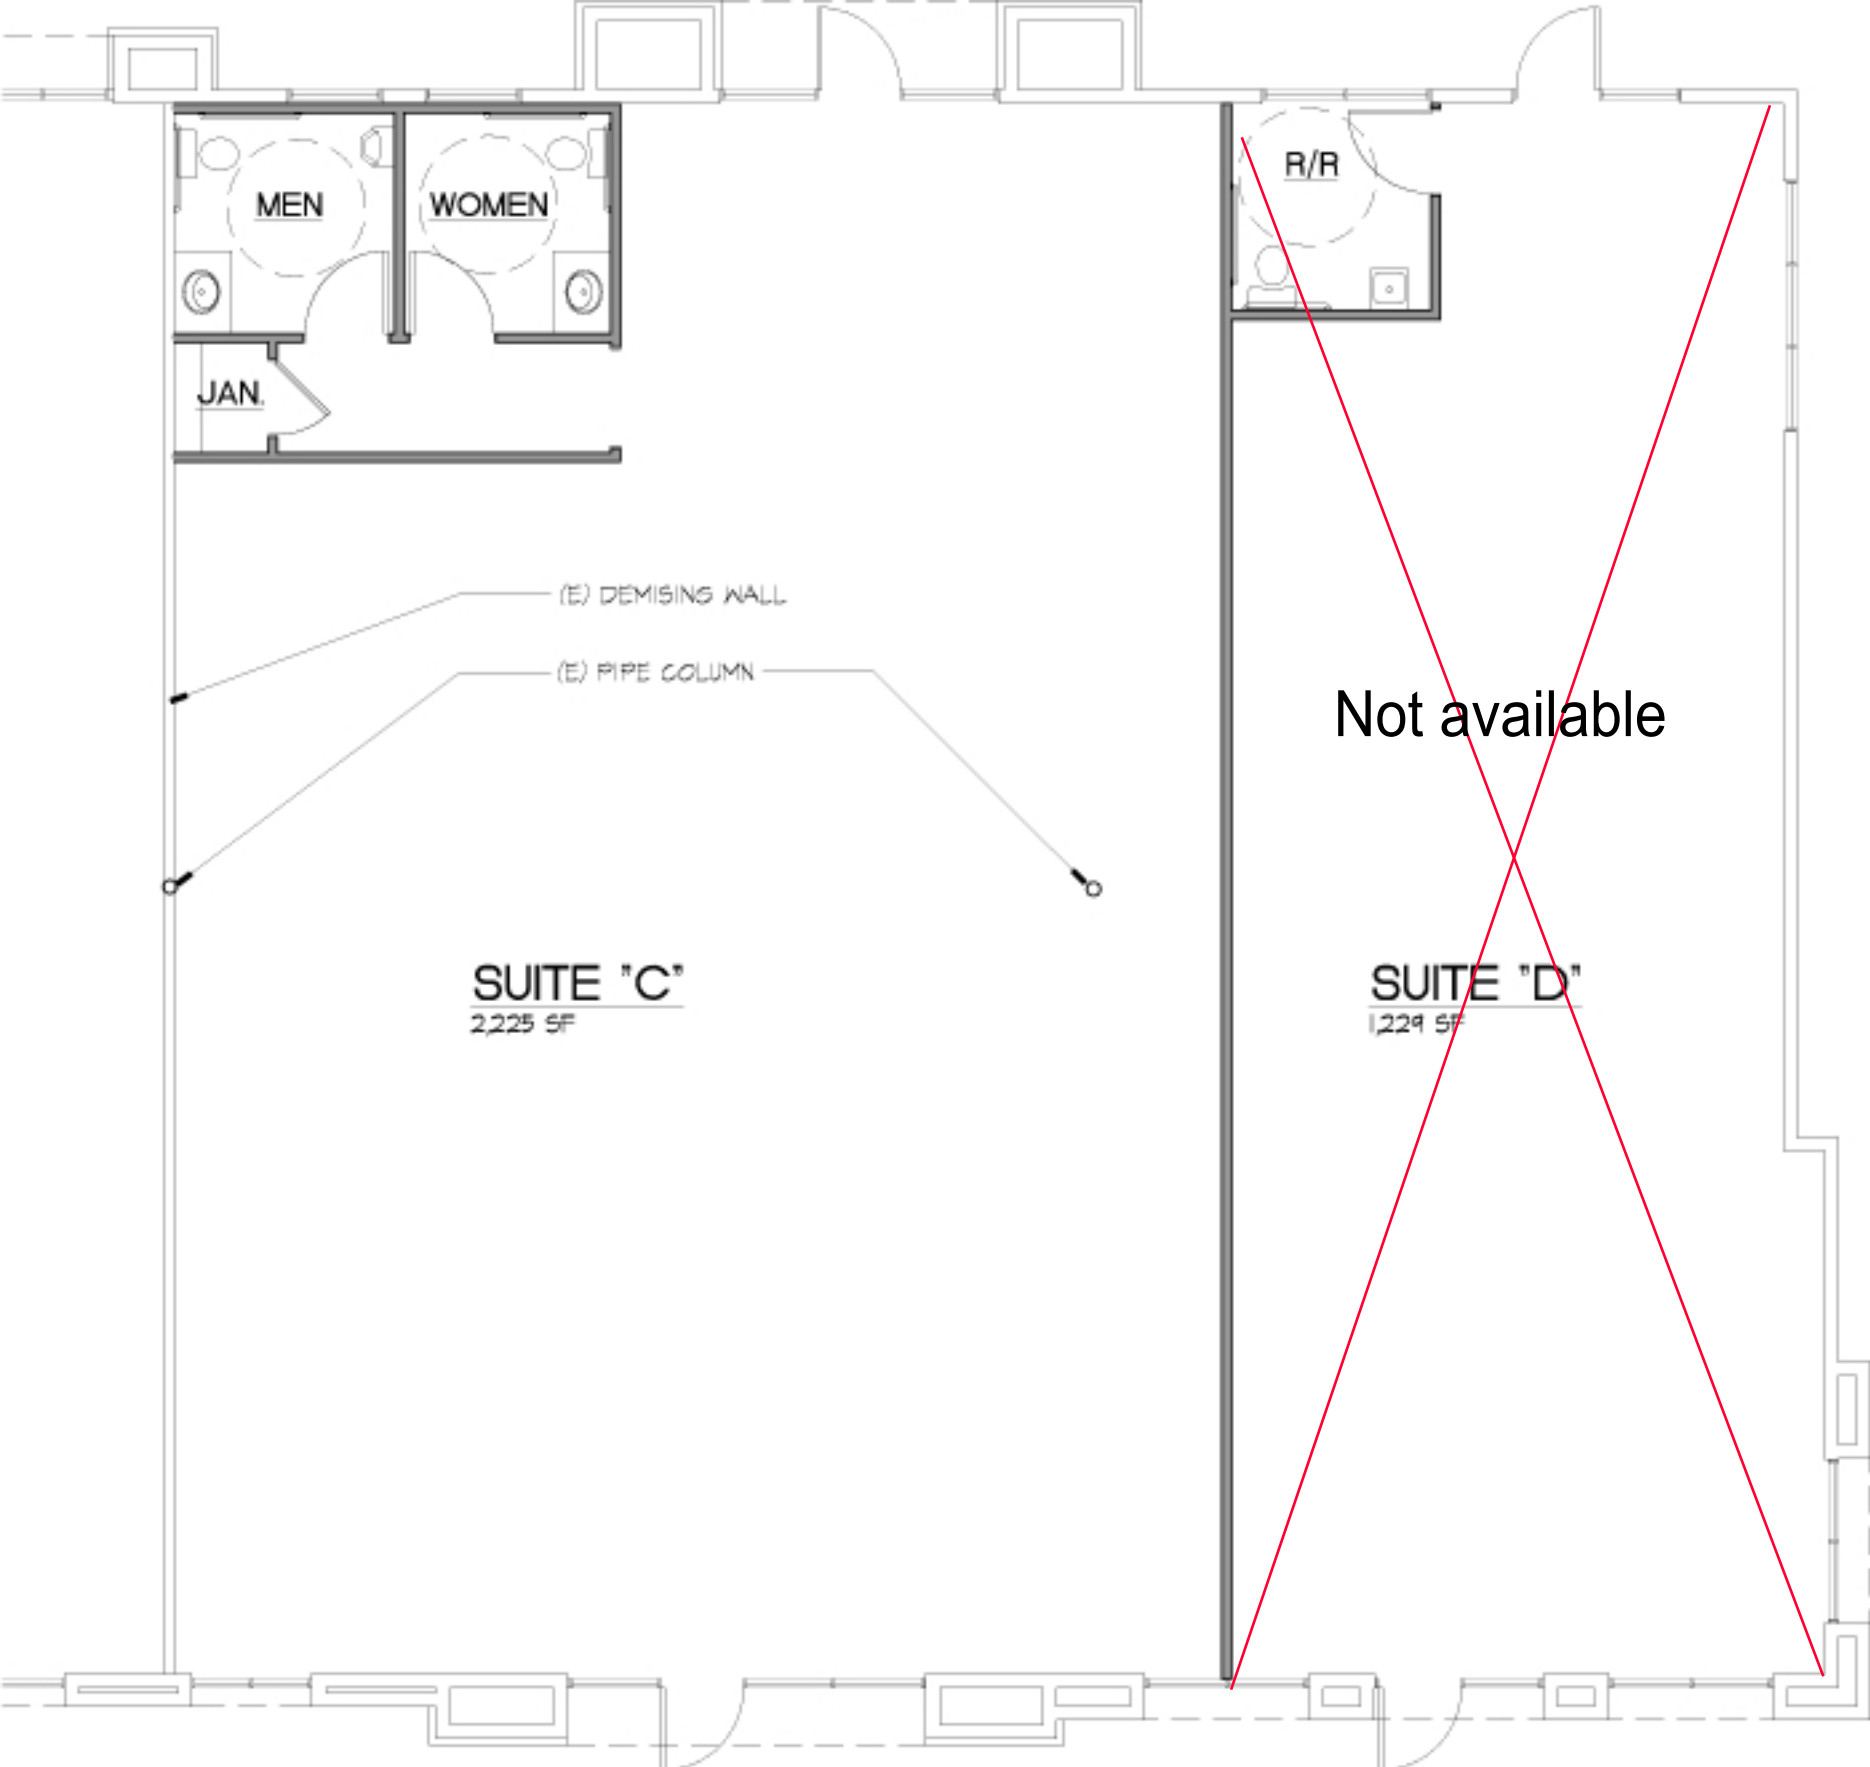 R/R
MEN
WOMEN
JAN.
(E) DEMISING WALL
(E) PIPE COLUMN
Not available
SUITE "C"
2,225 SF
SUITE "D"
1,229 SF